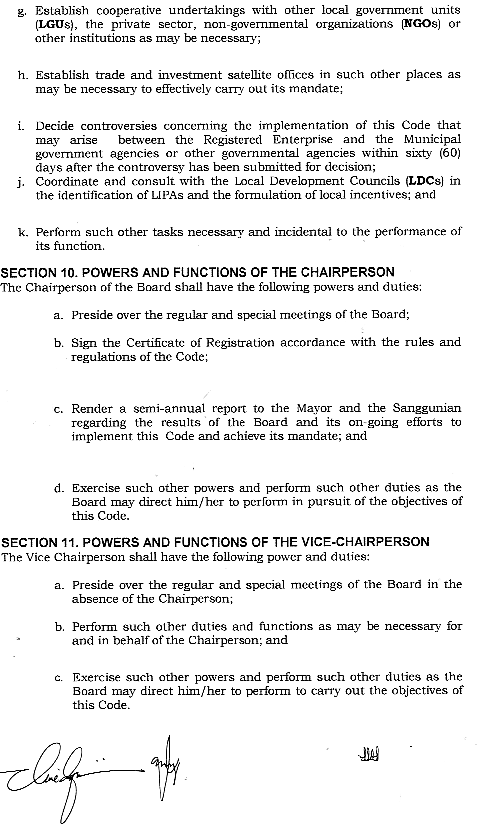 g. Establish cooperative undertakings with other local government units
(LGUs), the private sector, non-governmental organizations (NGOs) or
other institutions as may be necessary;
h. Establish trade and investment satellite offices in such other places as
may be necessary to effectively carry out its mandate;
i. Decide controversies concerning the implementation of this Code that
may arise between the Registered Enterprise and the Municipal
government agencies or other governmental agencies within sixty (60)
days after the controversy has been submitted for decision;
j. Coordinate and consult with the Local Development Councils (LDCs) in
the identification of LIPAs and the formulation of local incentives; and
k. Perform such other tasks necessary and incidental to the performance of
its function.
SECTION 10. POWERS AND FUNCTIONS OF THE CHAIRPERSON
The Chairperson of the Board shall have the following powers and duties:
a. Preside over the regular and special meetings of the Board;
b. Sign the Certificate of Registration accordance with the rules and
regulations of the Code;
c. Render a semi-annual report to the Mayor and the Sanggunian
regarding the results of the Board and its on-going efforts to
implement this Code and achieve its mandate; and
d. Exercise such other powers and perform such other duties as the
Board may direct him/her to perform in pursuit of the objectives of
this Code.
SECTION 11. POWERS AND FUNCTIONS OF THE VICE-CHAIRPERSON
The Vice Chairperson shall have the following power and duties:
a. Preside over the regular and special meetings of the Board in the
absence of the Chairperson;
b. Perform such other duties and functions as may be necessary for
and in behalf of the Chairperson; and
c. Exercise such other powers and perform such other duties as the
Board may direct him/her to perform to carry out the objectives of
this Code.